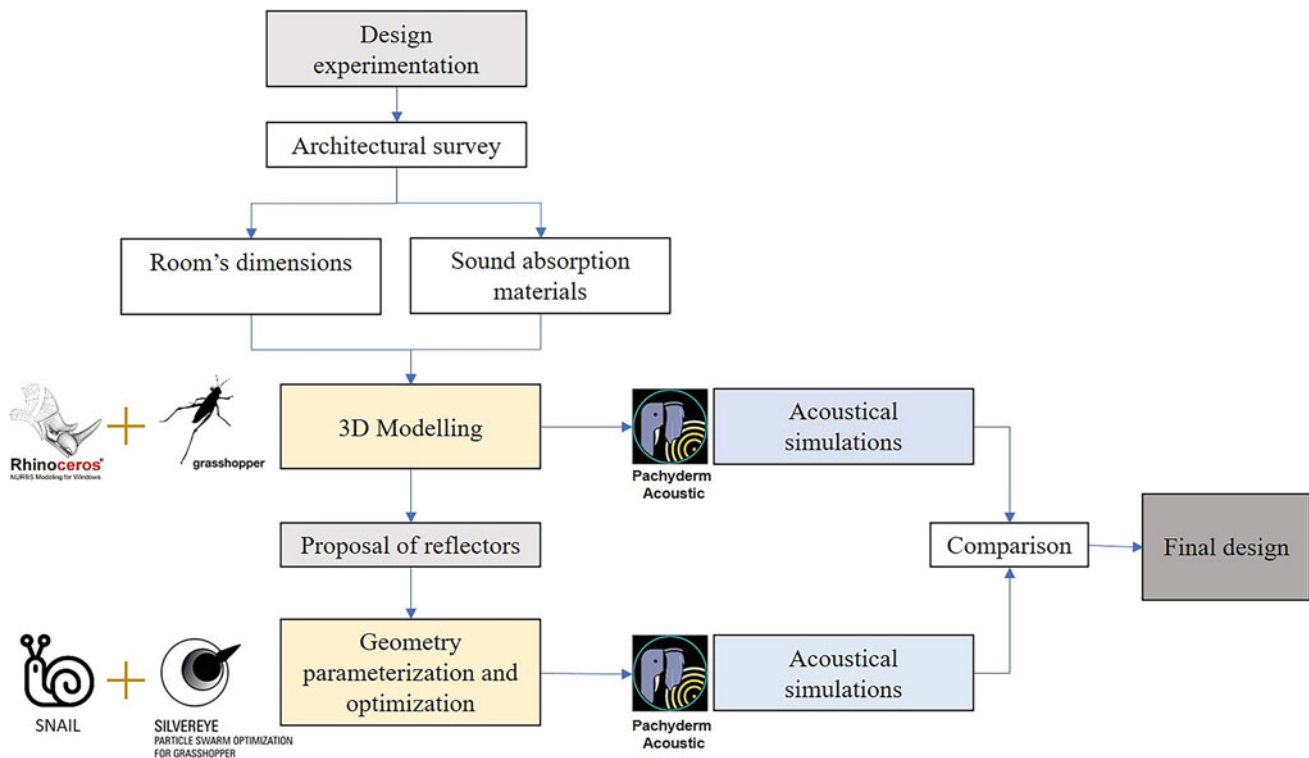 Design
experimentation
Architectural survey
Room's dimensions
Sound absorption
materials
Rhinoceros®
NURBS Modeling for Windows
grasshopper
3D Modelling
Pachyderm
Acoustic
Acoustical
simulations
Proposal of reflectors
Comparison
Final design
SNAIL
SILVEREYE
PARTICLE SWARM OPTIMIZATION
FOR GRASSHOPPER
Geometry
parameterization and
optimization
Pachyderm
Acoustic
Acoustical
simulations